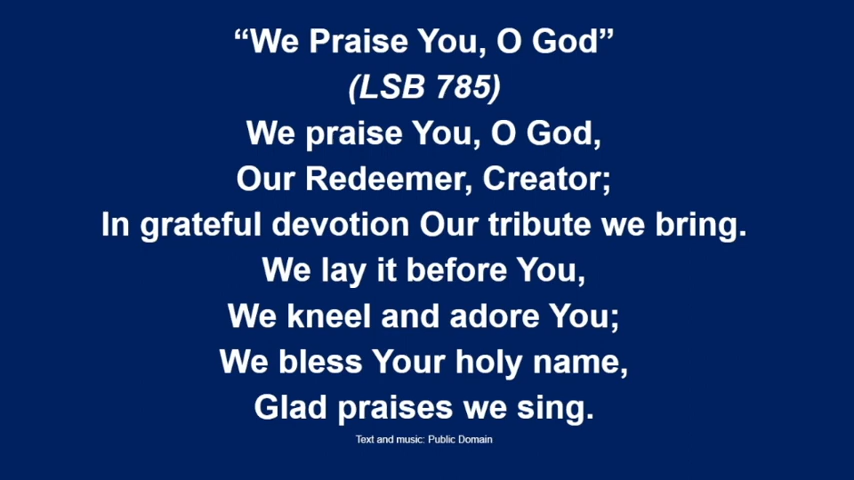 “We Praise You, O God”
(LSB 785)
We praise You, O God,
Our Redeemer, Creator;
In grateful devotion Our tribute we bring.
We lay it before You,
We kneel and adore You;
We bless Your holy name,
Glad praises we sing.
Text and music: Public Domain